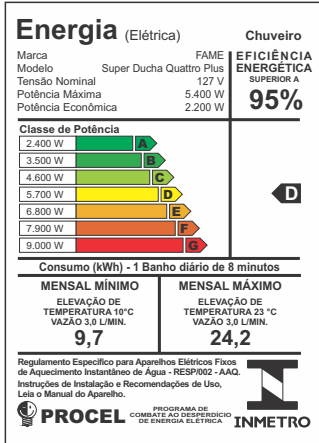 Energia (Elétrica) Chuveiro
Marca FAME
Modelo Super Ducha Quattro Plus
Tensão Nominal 127 V
Potência Máxima 5.400 W
Potência Econômica 2.200 W
EFICIÊNCIA
ENERGÉTICA
SUPERIOR A
95%
Classe de Potência
2.400 W A
3.500 W B
4.600 W C
5.700 W D
6.800 W E
7.900 W F
9.000 W G
D
Consumo (kWh) - 1 Banho diário de 8 minutos
MENSAL MÍNIMO
ELEVAÇÃO DE
TEMPERATURA 10°C
VAZÃO 3,0 L/MIN.
9,7
MENSAL MÁXIMO
ELEVAÇÃO DE
TEMPERATURA 23 °C
VAZÃO 3,0 L/MIN.
24,2
Regulamento Específico para Aparelhos Elétricos Fixos
de Aquecimento Instantâneo de Água - RESP/002 - AAQ.
Instruções de Instalação e Recomendações de Uso,
Leia o Manual do Aparelho.
PROCEL
PROGRAMA DE
COMBATE AO DESPERDÍCIO
DE ENERGIA ELÉTRICA
INMETRO